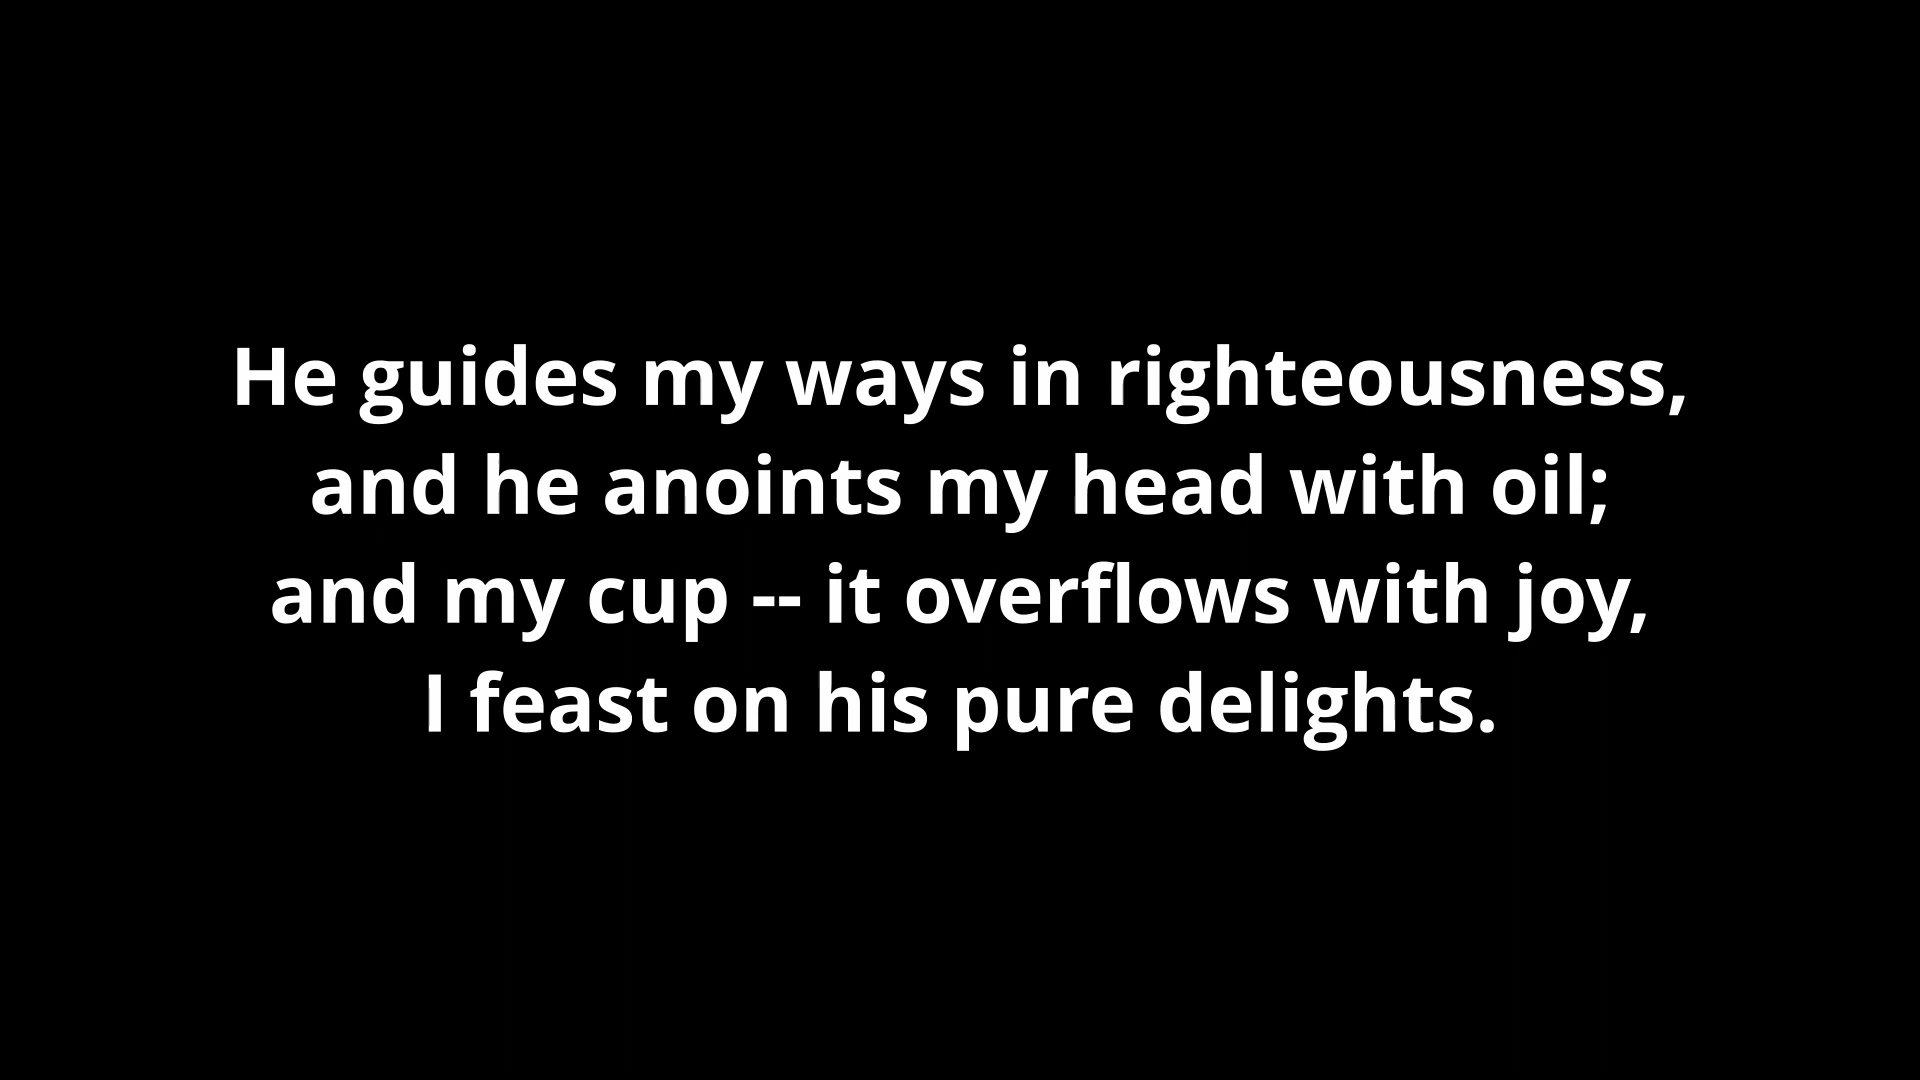 He guides my ways in righteousness,
and he anoints my head with oil;
and my cup -- it overflows with joy,
I feast on his pure delights.